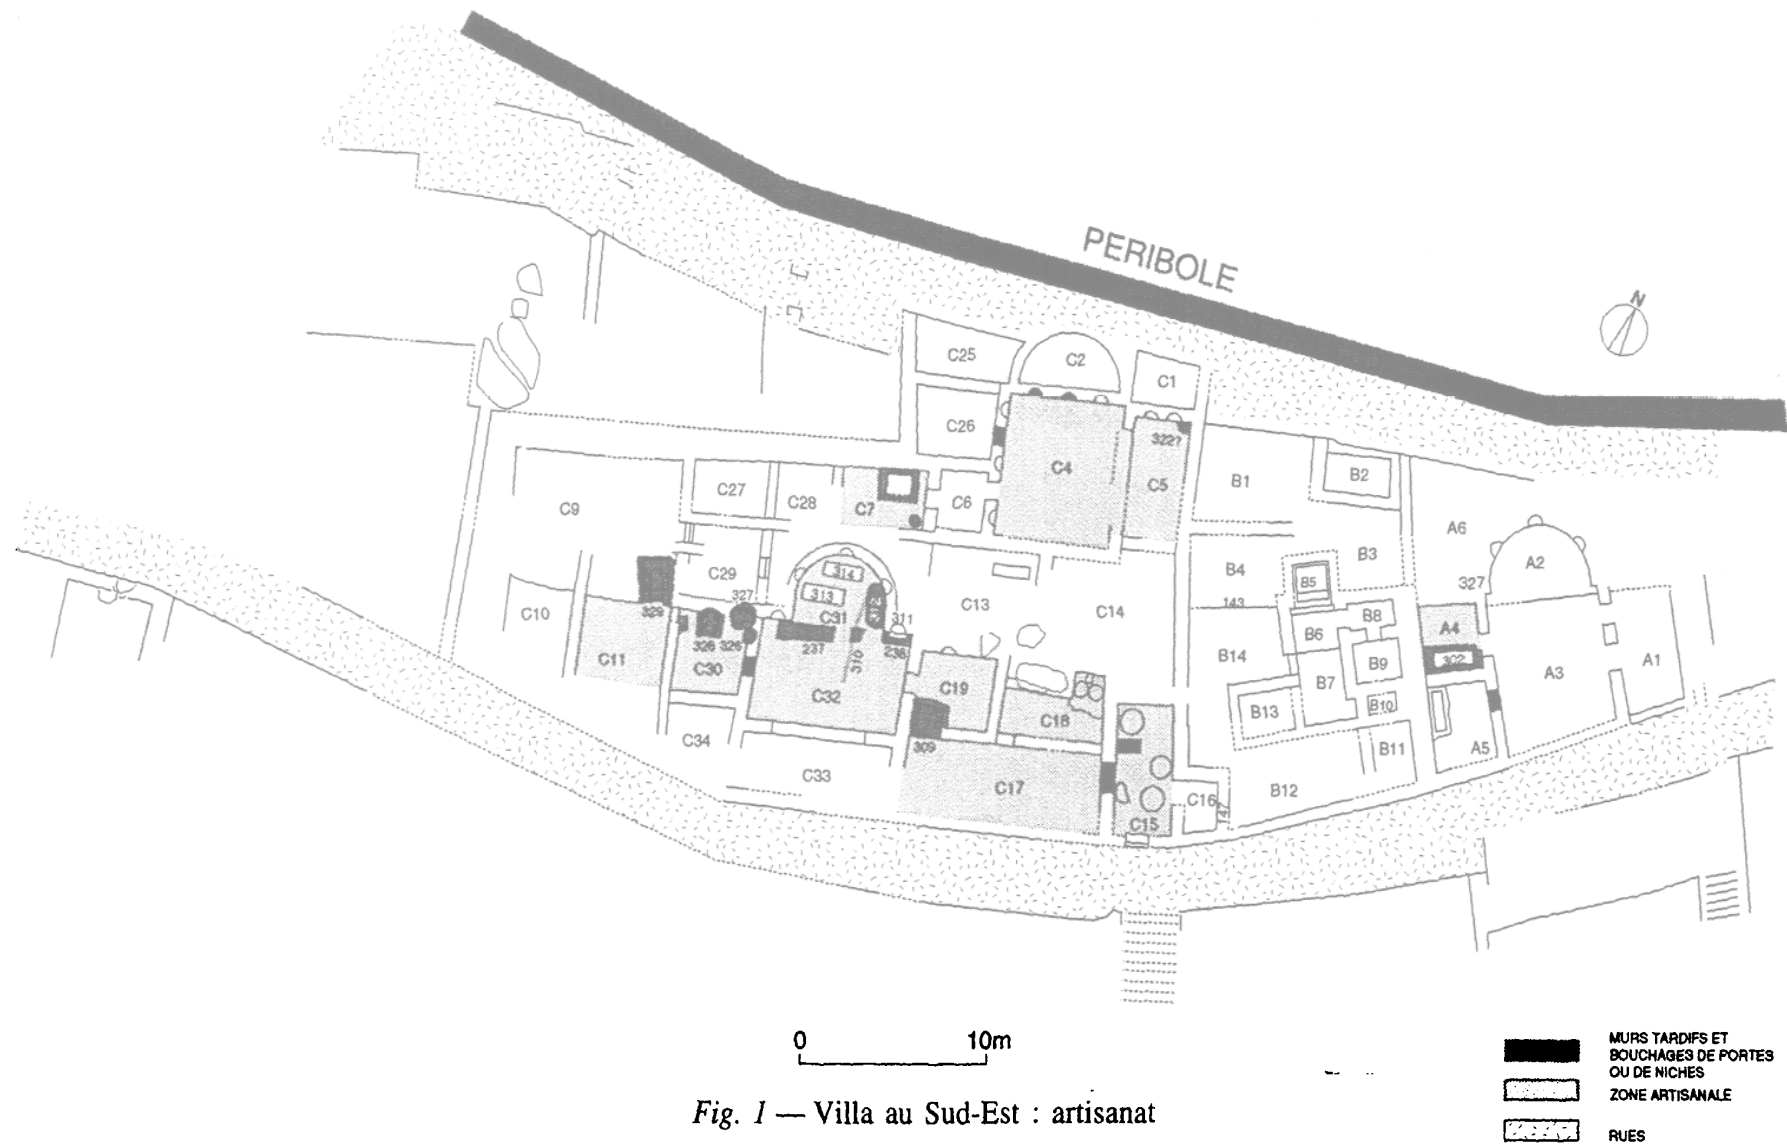 PERIBOLE
N
C25
C2
C1
C26
C4
3222
C5
C27
C28
C7
C6
C9
B1
B2
A6
B3
A2
B4
B5
327
C29
314
313
327
312
C31
311
C13
C14
143
B8
B6
A4
C10
329
326
326
237
310
238
C11
C30
B14
B9
302
A1
C32
C19
B7
A3
C18
B13
B10
C34
309
B11
A5
C33
C17
C16
147
B12
C15
0 10m
MURS TARDIFS ET
BOUCHAGES DE PORTES
OU DE NICHES
ZONE ARTISANALE
RUES
Fig. 1 — Villa au Sud-Est : artisanat